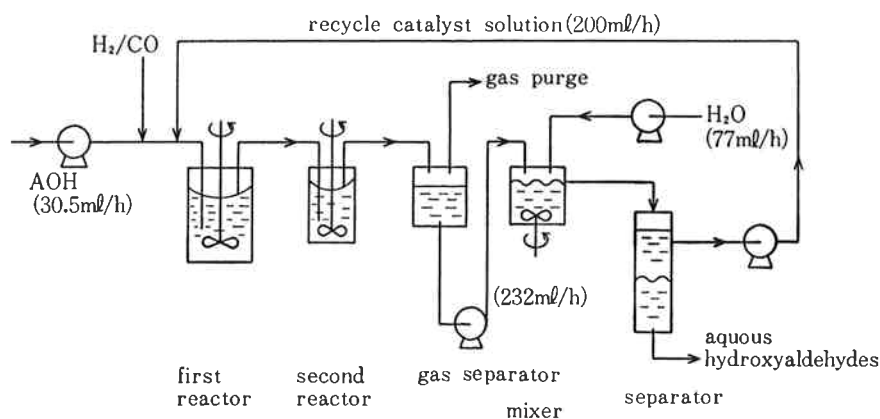 recycle catalyst solution(200mℓ/h)
H₂/CO
gas purge
H₂O
(77mℓ/h)
AOH
(30.5mℓ/h)
(232mℓ/h)
aquous
hydroxyaldehydes
first
reactor
second
reactor
gas separator
mixer
separator